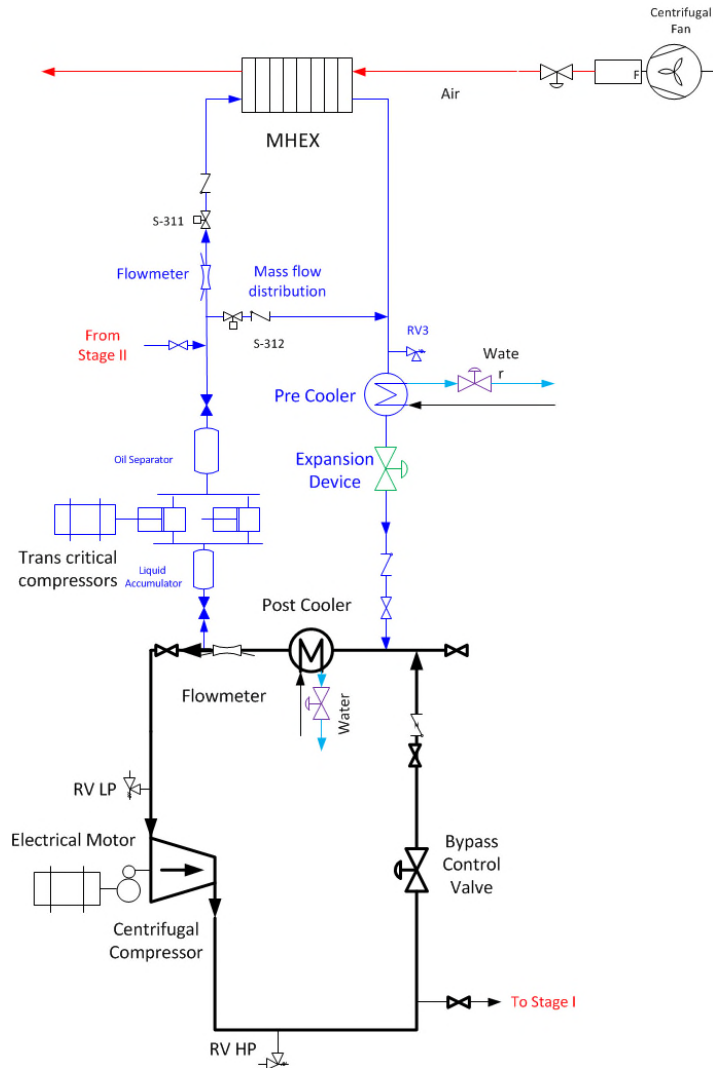 Centrifugal
Fan
F
Air
MHEX
S-311
Flowmeter
Mass flow
distribution
From
Stage II
S-312
RV3
Wate
r
Pre Cooler
Oil Separator
Expansion
Device
Trans critical
compressors
Liquid
Accumulator
Post Cooler
Flowmeter
Water
RV LP
Electrical Motor
Bypass
Control
Valve
Centrifugal
Compressor
To Stage I
RV HP